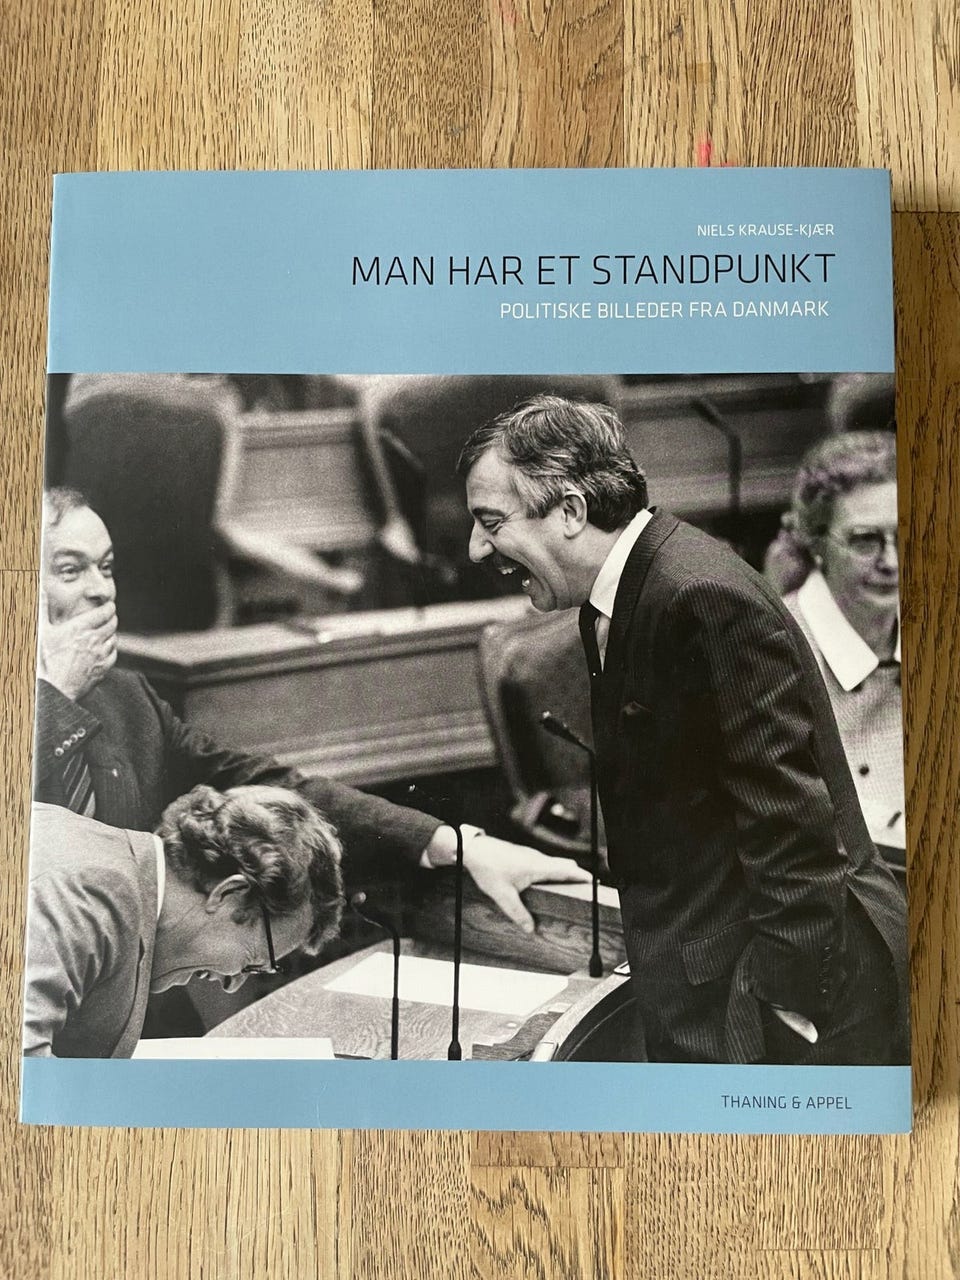 NIELS KRAUSE-KJÆR
MAN HAR ET STANDPUNKT
POLITISKE BILLEDER FRA DANMARK
THANING & APPEL